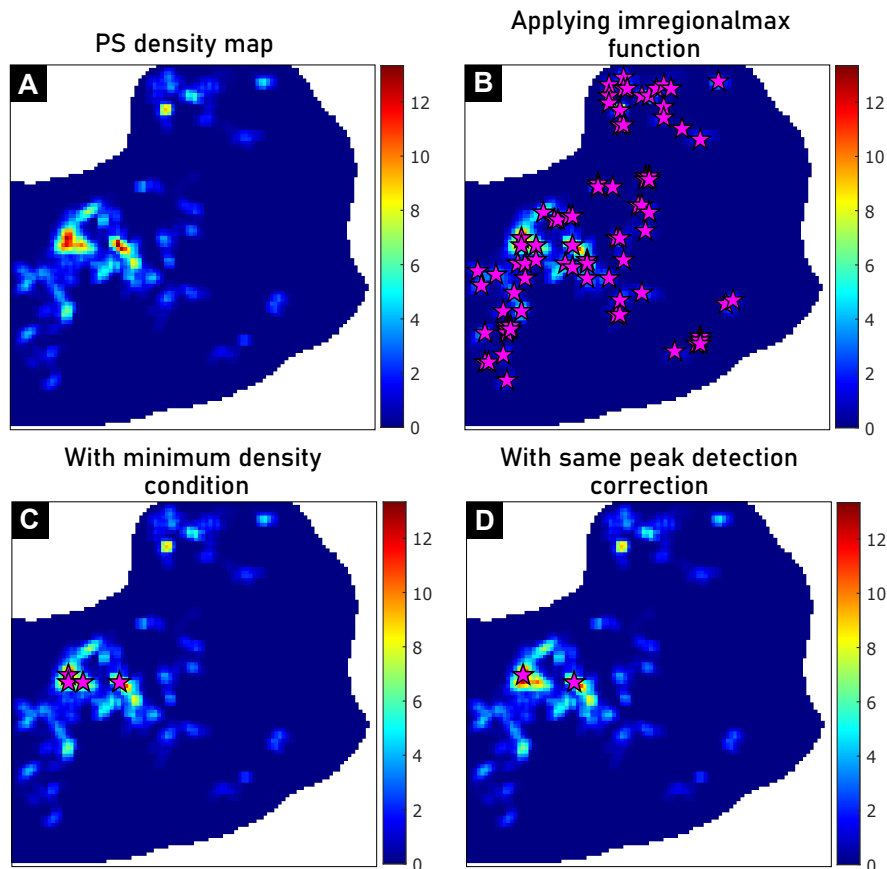 PS density map
Applying imregionalmax
function
A
12
10
8
6
4
2
0
B
12
10
8
6
4
2
0
With minimum density
condition
With same peak detection
correction
C
12
10
8
6
4
2
0
D
12
10
8
6
4
2
0